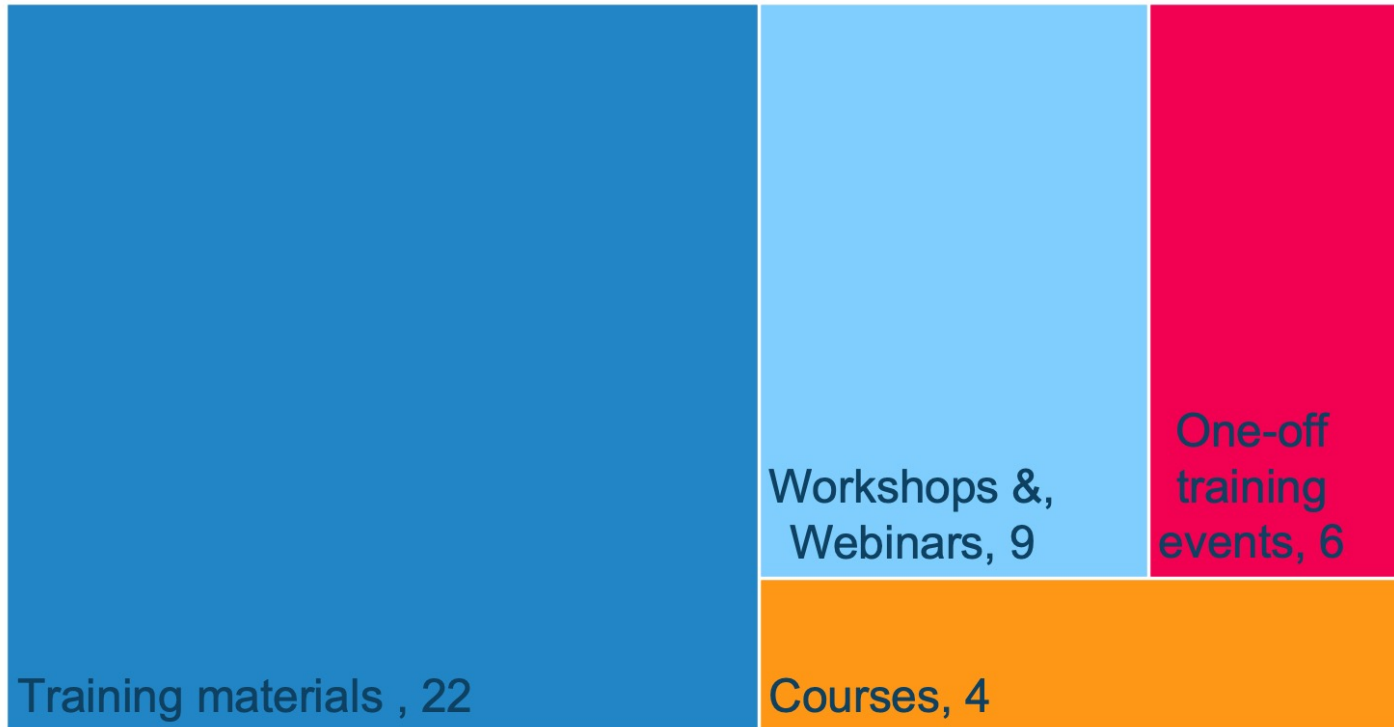 Training materials , 22
Workshops &,
Webinars, 9
One-off
training
events, 6
Courses, 4